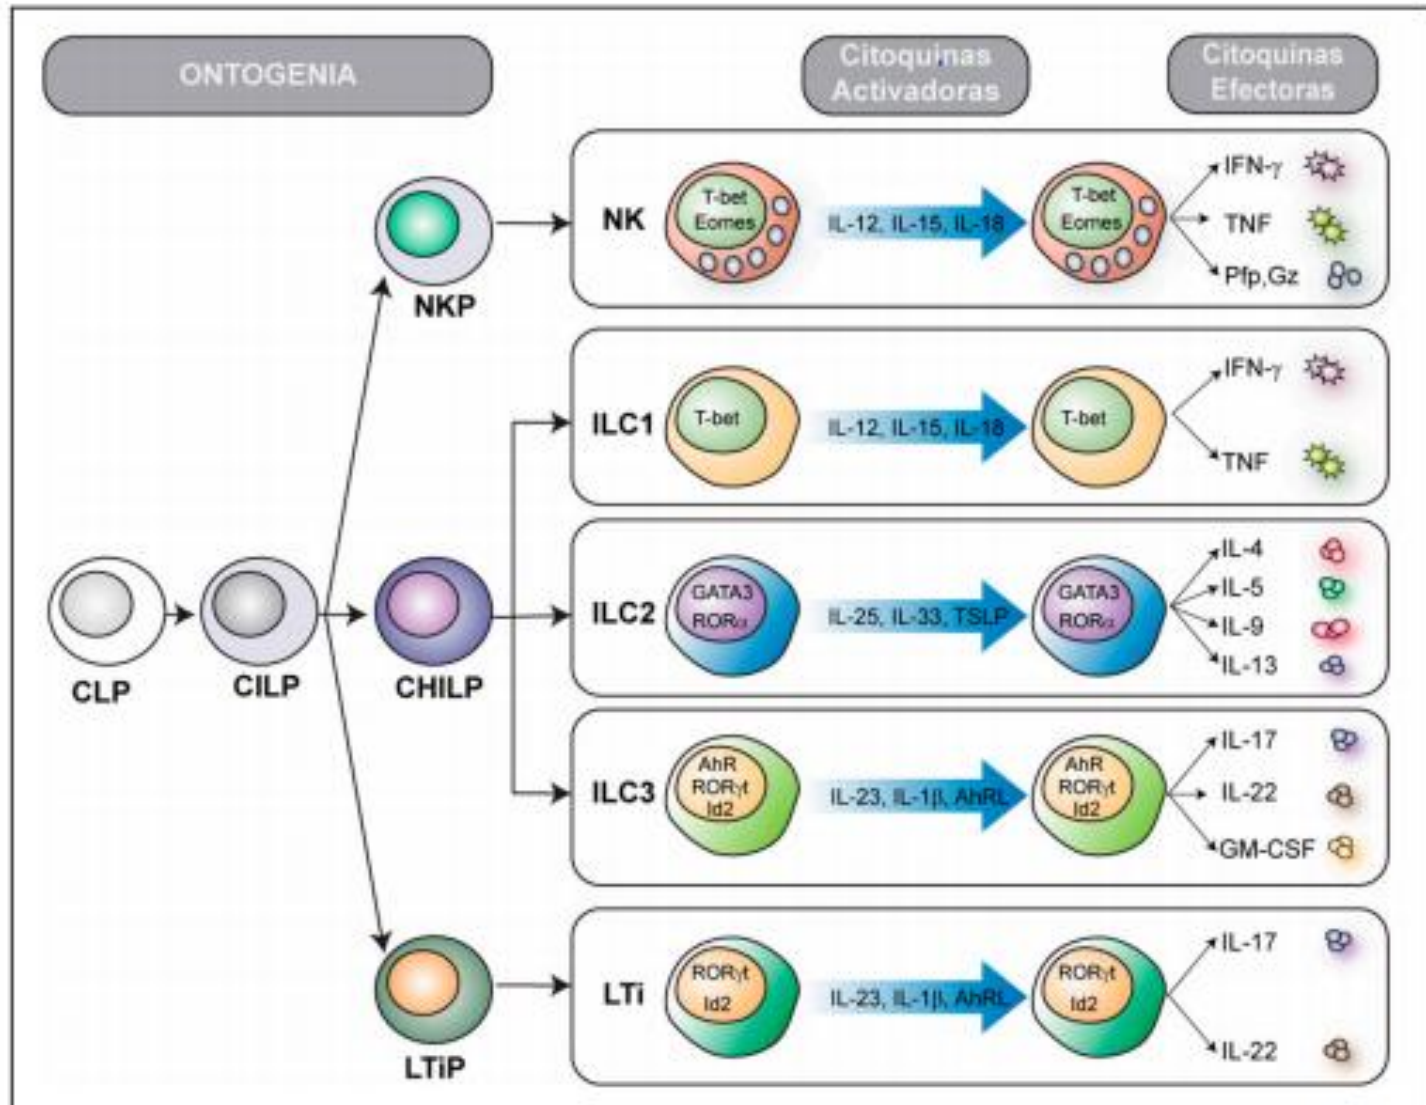 ONTOGENIA
Citoquinas
Activadoras
Citoquinas
Efectoras
NKP
NK
T-bet
Eomes
IL-12, IL-15, IL-18
T-bet
Eomes
IFN-γ
TNF
Pfp,Gz
ILC1
T-bet
IL-12, IL-15, IL-18
T-bet
IFN-γ
TNF
CLP
CILP
CHILP
ILC2
GATA3
RORα
IL-25, IL-33, TSLP
GATA3
RORα
IL-4
IL-5
IL-9
IL-13
ILC3
AhR
RORγt
Id2
IL-23, IL-1β, AhRL
AhR
RORγt
Id2
IL-17
IL-22
GM-CSF
LTiP
LTi
RORγt
Id2
IL-23, IL-1β, AhRL
RORγt
Id2
IL-17
IL-22